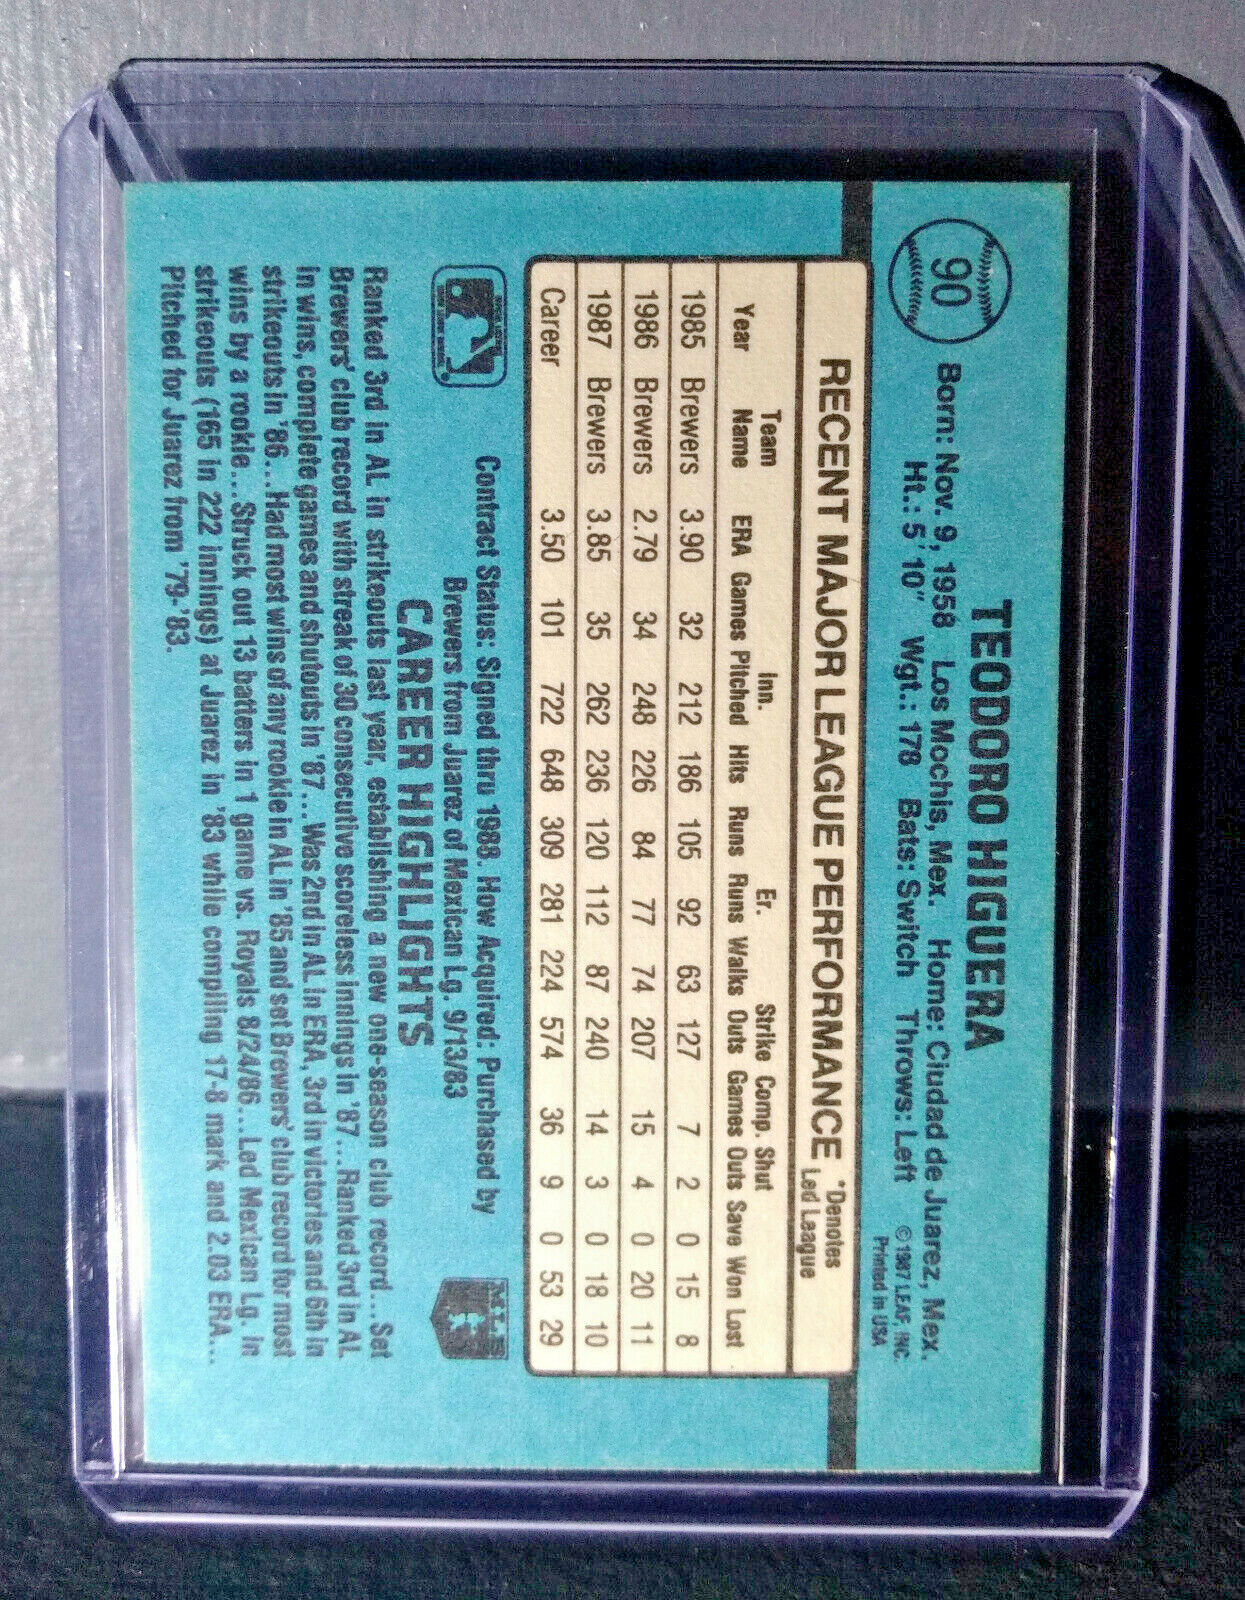 90
TEODORO HIGUERA
Born: Nov. 9, 1958 Los Mochis, Mex. Home: Ciudad de Juarez, Mex.
Ht.: 5'10" Wgt.: 178 Bats: Switch Throws: Left
© 1987 LEAF, INC.
Printed in USA
RECENT MAJOR LEAGUE PERFORMANCE *Denotes Led League
Team Inn. Er. Strike Comp. Shut
Year Name ERA Games Pitched Hits Runs Runs Walks Outs Games Outs Save Won Lost
1985 Brewers 3.90 32 212 186 105 92 63 127 7 2 0 15 8
1986 Brewers 2.79 34 248 226 84 77 74 207 15 4 0 20 11
1987 Brewers 3.85 35 262 236 120 112 87 240 14 3 0 18 10
Career 3.50 101 722 648 309 281 224 574 36 9 0 53 29
Contract Status: Signed thru 1988. How Acquired: Purchased by
Brewers from Juarez of Mexican Lg. 9/13/83
CAREER HIGHLIGHTS
Ranked 3rd in AL in strikeouts last year, establishing a new one-season club record... Set
Brewers' club record with streak of 30 consecutive scoreless innings in '87... Ranked 3rd in AL
in wins, complete games and shutouts in '87... Was 2nd in AL in ERA, 3rd in victories and 6th in
strikeouts in '86... Had most wins of any rookie in AL in '85 and set Brewers' club record for most
wins by a rookie... Struck out 13 batters in 1 game vs. Royals 8/24/86... Led Mexican Lg. in
strikeouts (165 in 222 innings) at Juarez in '83 while compiling 17-8 mark and 2.03 ERA...
Pitched for Juarez from '79-'83.